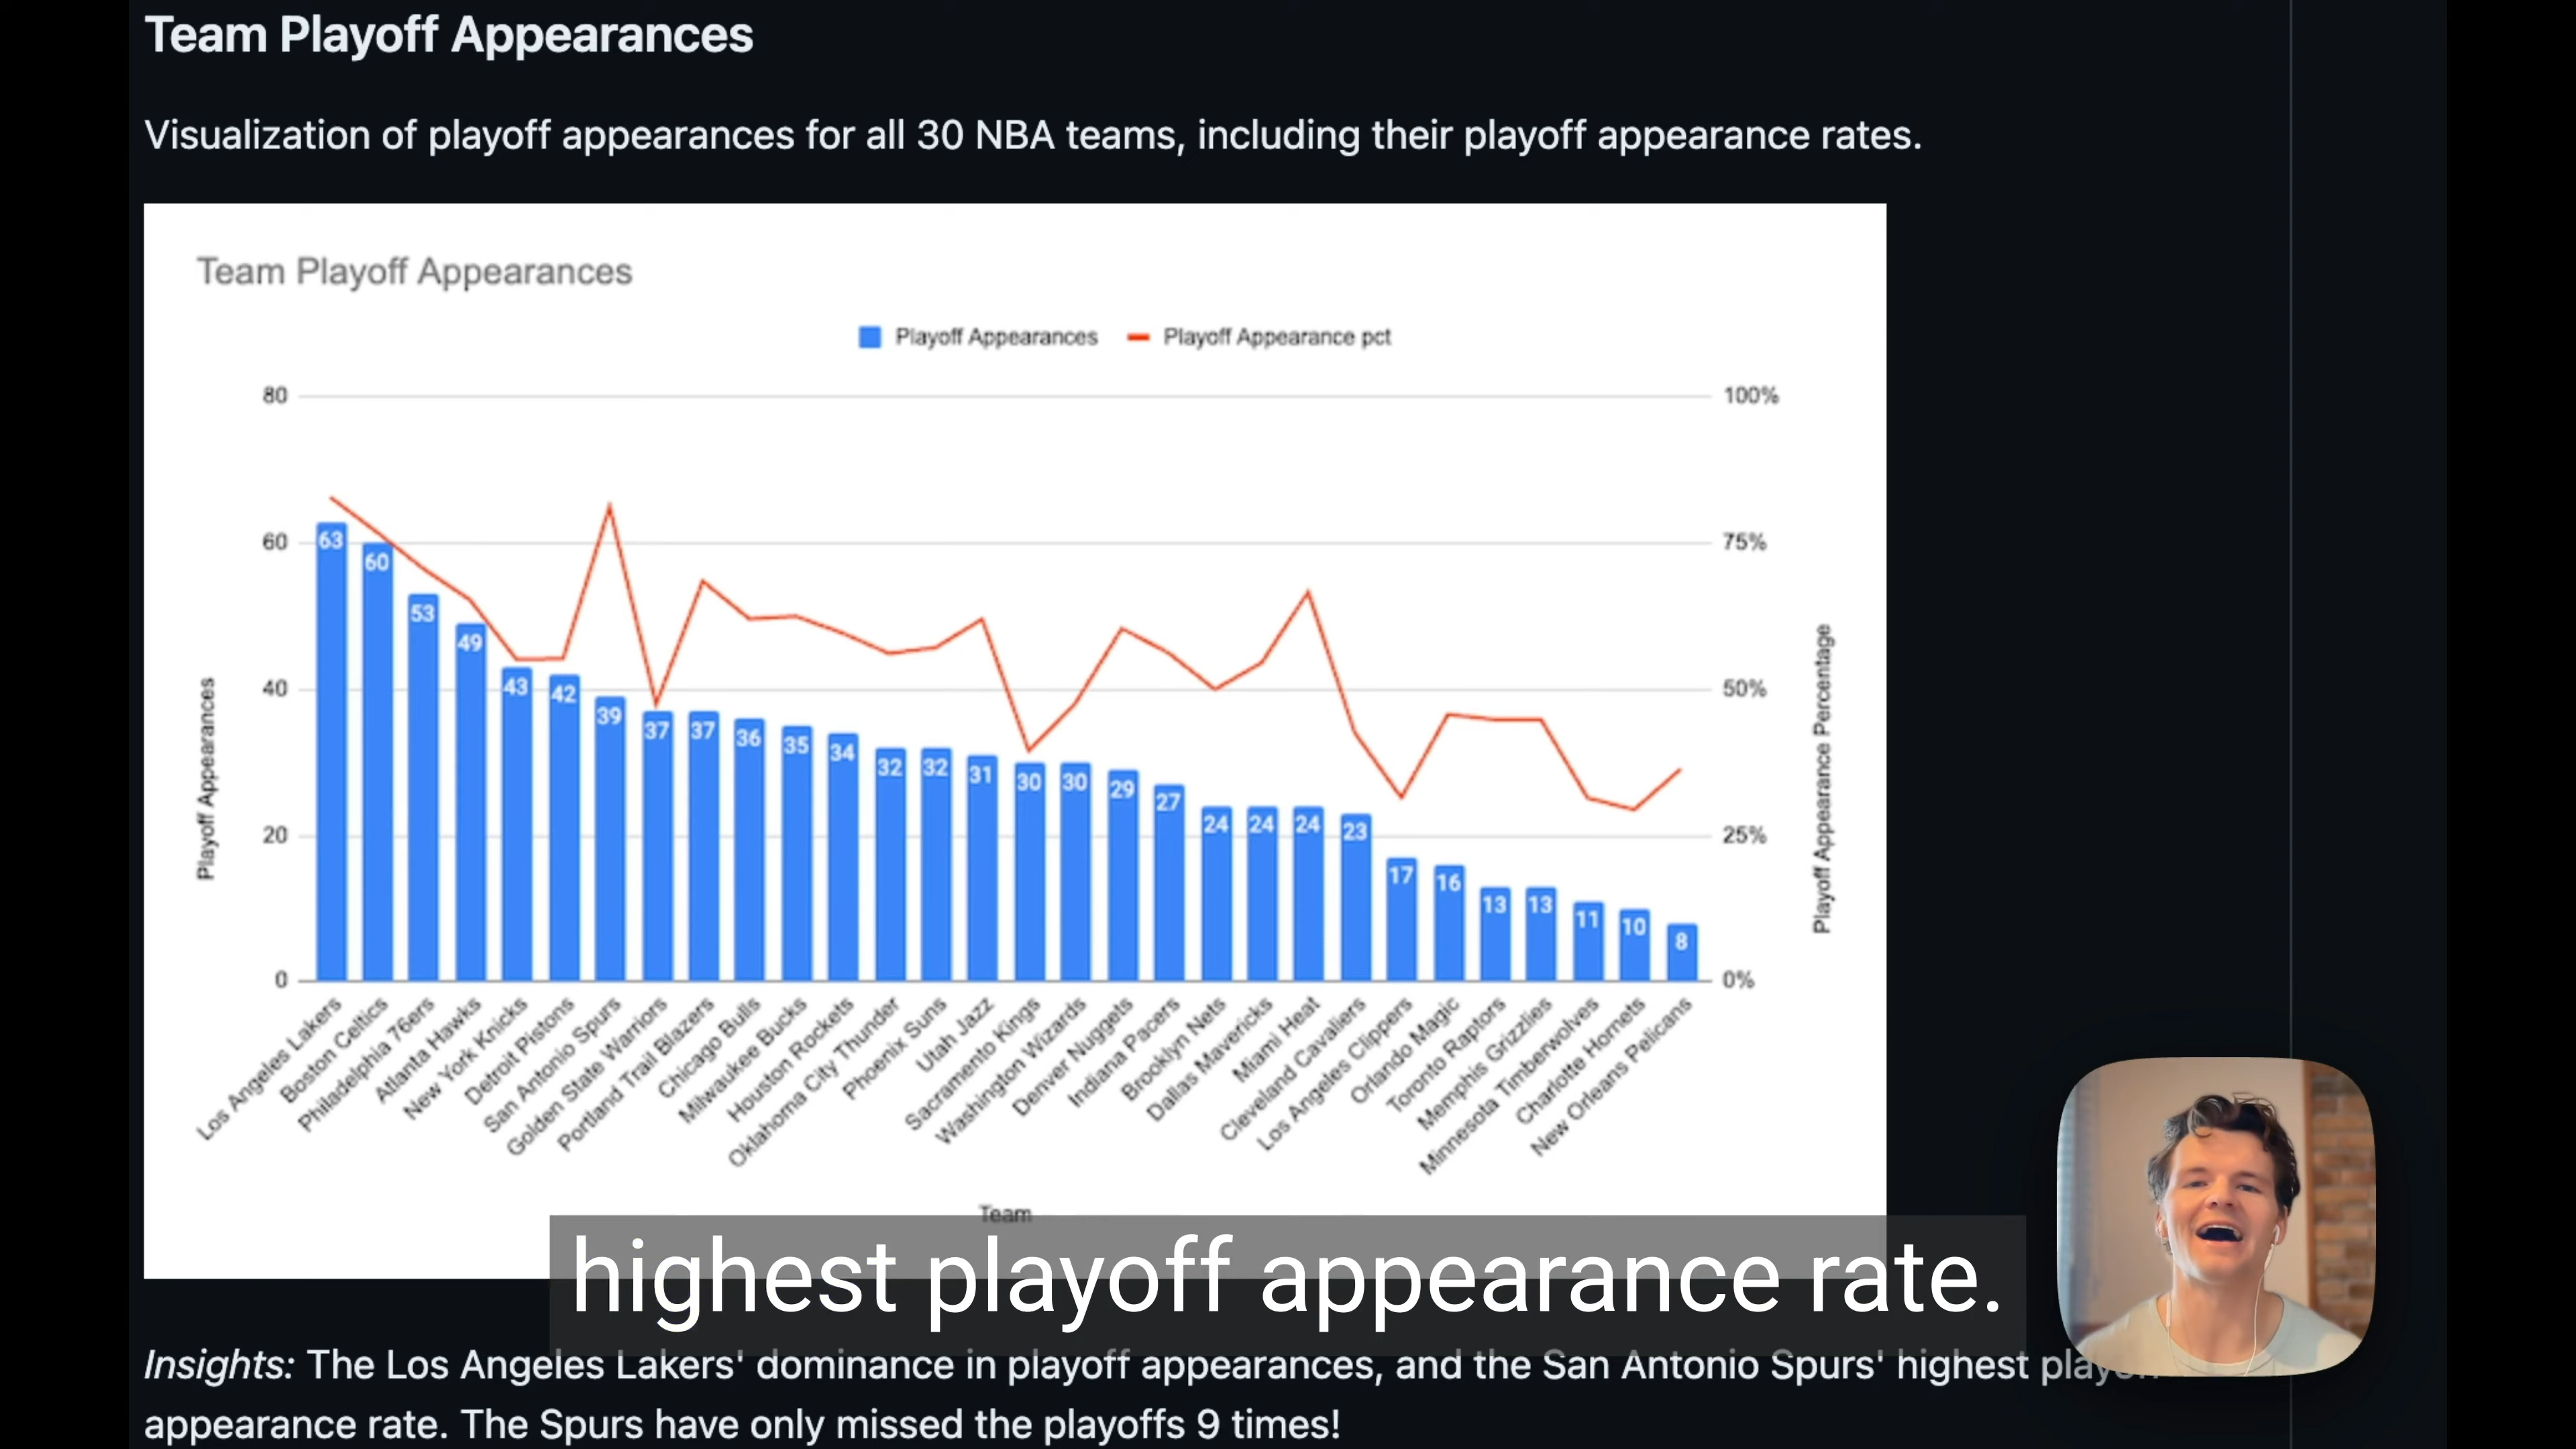 Team Playoff Appearances
Visualization of playoff appearances for all 30 NBA teams, including their playoff appearance rates.
Team Playoff Appearances
Playoff Appearances
Playoff Appearance pct
80
60
40
20
0
100%
75%
50%
25%
0%
Playoff Appearances
Playoff Appearance Percentage
63
60
53
49
43
42
39
37
37
36
35
34
32
32
31
30
30
29
27
24
24
24
23
17
16
13
13
11
10
8
Los Angeles Lakers
Boston Celtics
Philadelphia 76ers
Atlanta Hawks
New York Knicks
Detroit Pistons
San Antonio Spurs
Golden State Warriors
Portland Trail Blazers
Chicago Bulls
Milwaukee Bucks
Houston Rockets
Oklahoma City Thunder
Phoenix Suns
Utah Jazz
Sacramento Kings
Washington Wizards
Denver Nuggets
Indiana Pacers
Brooklyn Nets
Dallas Mavericks
Miami Heat
Cleveland Cavaliers
Los Angeles Clippers
Orlando Magic
Toronto Raptors
Memphis Grizzlies
Minnesota Timberwolves
Charlotte Hornets
New Orleans Pelicans
Team
highest playoff appearance rate.
Insights: The Los Angeles Lakers' dominance in playoff appearances, and the San Antonio Spurs' highest
appearance rate. The Spurs have only missed the playoffs 9 times!